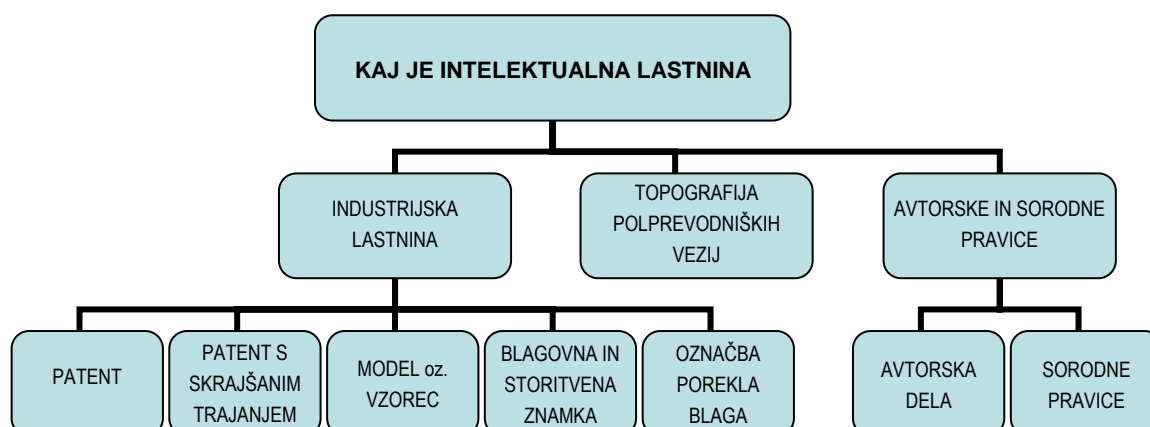 KAJ JE INTELEKTUALNA LASTNINA
INDUSTRIJSKA
LASTNINA
TOPOGRAFIJA
POLPREVODNIŠKIH
VEZIJ
AVTORSKE IN SORODNE
PRAVICE
PATENT
PATENT S
SKRAJŠANIM
TRAJANJEM
MODEL oz.
VZOREC
BLAGOVNA IN
STORITVENA
ZNAMKA
OZNAČBA
POREKLA
BLAGA
AVTORSKA
DELA
SORODNE
PRAVICE